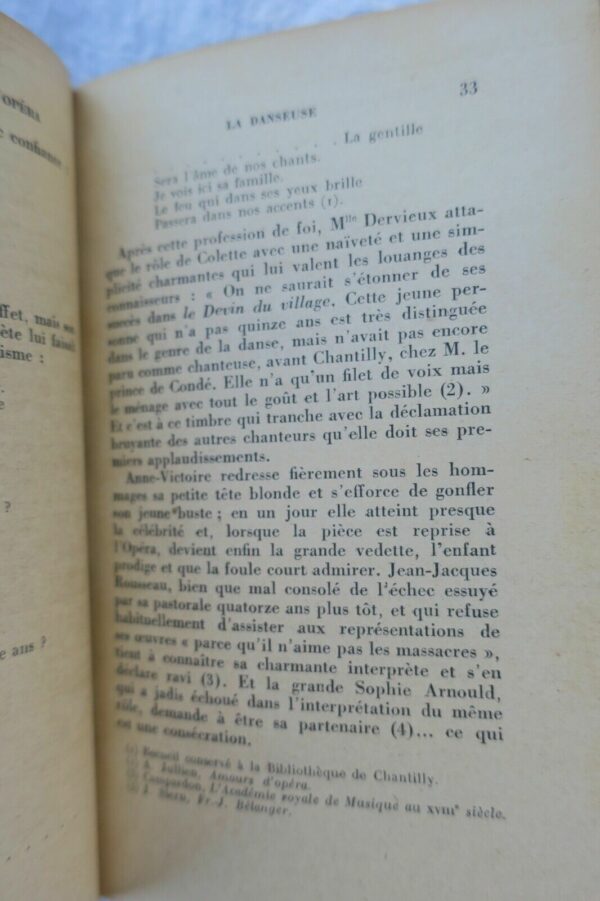 OPÉRA
confiance :
ffet, mais son
ète lui faisait
isme :
?
e ans ?
LA DANSEUSE
33
. . . . . . . . . . . . . La gentille
Sera l'âme de nos chants.
Je vois ici sa famille.
Le feu qui dans ses yeux brille
Passera dans nos accents (1).
Après cette profession de foi, Mlle Dervieux atta-
que le rôle de Colette avec une naïveté et une sim-
plicité charmantes qui lui valent les louanges des
connaisseurs : « On ne saurait s'étonner de ses
succès dans le Devin du village. Cette jeune per-
sonne qui n'a pas quinze ans est très distinguée
dans le genre de la danse, mais n'avait pas encore
paru comme chanteuse, avant Chantilly, chez M. le
prince de Condé. Elle n'a qu'un filet de voix mais
le ménage avec tout le goût et l'art possible (2). »
Et c'est à ce timbre qui tranche avec la déclamation
bruyante des autres chanteurs qu'elle doit ses pre-
miers applaudissements.
Anne-Victoire redresse fièrement sous les hom-
mages sa petite tête blonde et s'efforce de gonfler
son jeune buste ; en un jour elle atteint presque
la célébrité et, lorsque la pièce est reprise à
l'Opéra, devient enfin la grande vedette, l'enfant
prodige et que la foule court admirer. Jean-Jacques
Rousseau, bien que mal consolé de l'échec essuyé
par sa pastorale quatorze ans plus tôt, et qui refuse
habituellement d'assister aux représentations de
ses œuvres « parce qu'il n'aime pas les massacres »,
tient à connaître sa charmante interprète et s'en
déclare ravi (3). Et la grande Sophie Arnould,
qui a jadis échoué dans l'interprétation du même
rôle, demande à être sa partenaire (4)... ce qui
est une consécration.
(1) Recueil conservé à la Bibliothèque de Chantilly.
(2) A. Jullien, Amours d'opéra.
(3) Campardon, L'Académie royale de Musique au XVIIIe siècle.
(4) J. Stern, Fr.-J. Bélanger.